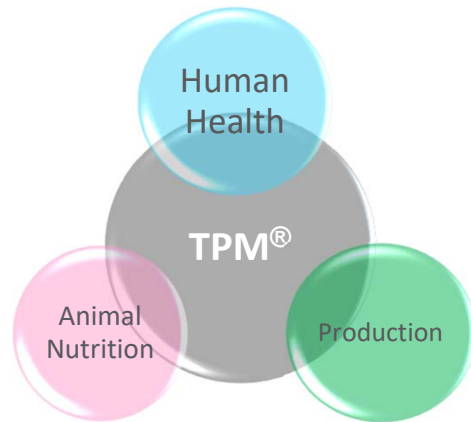 Human
Health
TPM®
Animal
Nutrition
Production